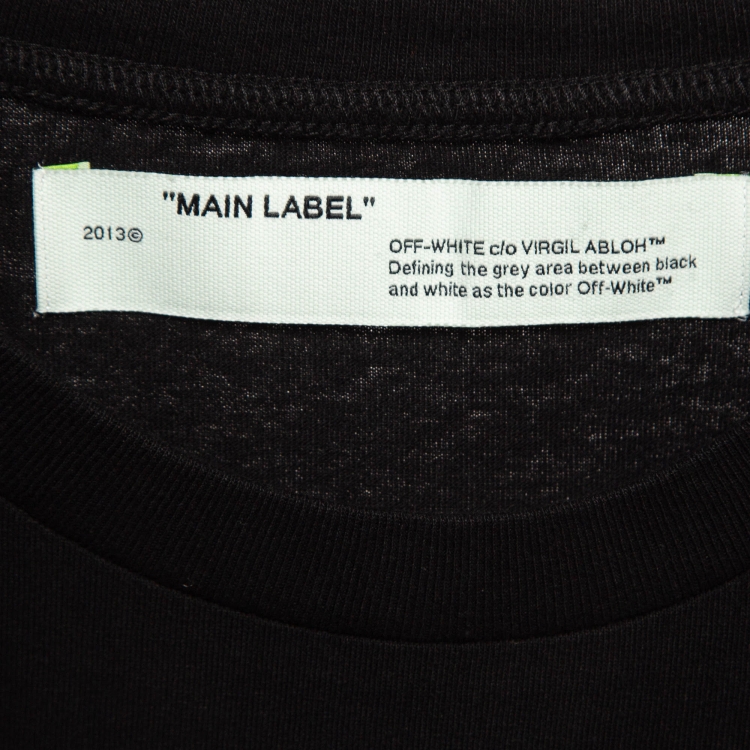 "MAIN LABEL"
2013©
OFF-WHITE c/o VIRGIL ABLOH™
Defining the grey area between black
and white as the color Off-White™